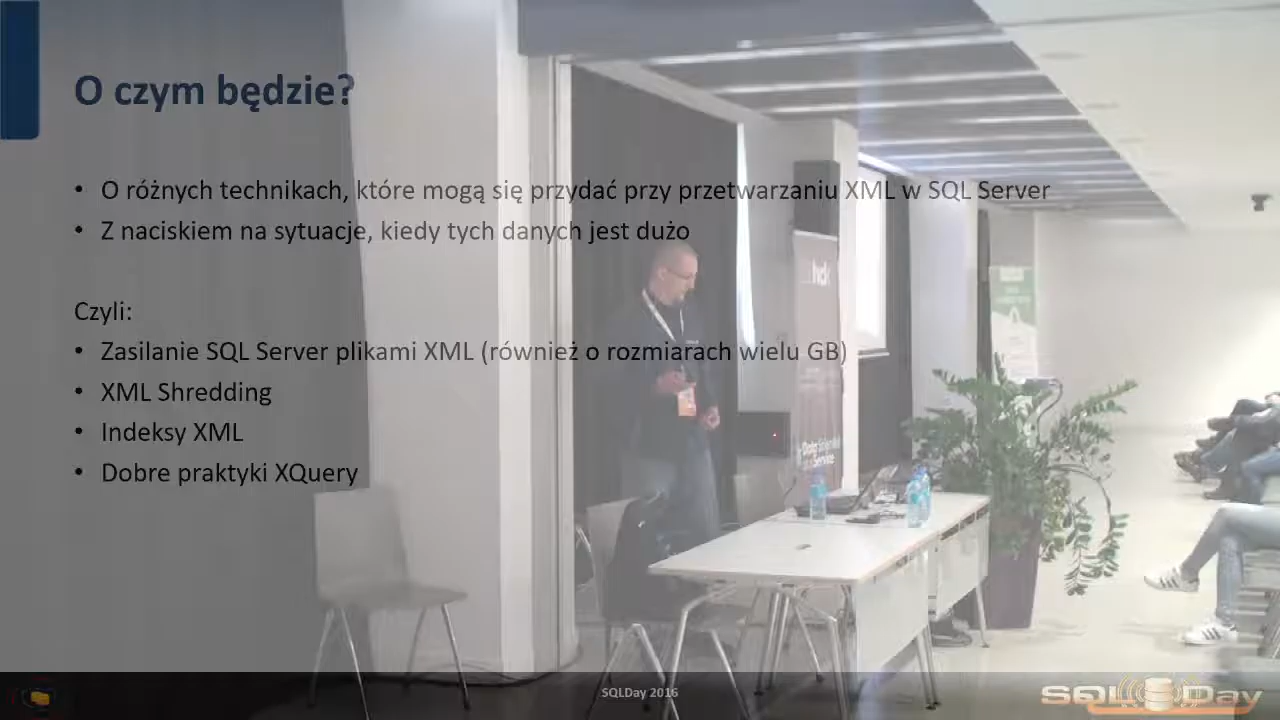 O czym będzie?
• O różnych technikach, które mogą się przydać przy przetwarzaniu XML w SQL Server
• Z naciskiem na sytuacje, kiedy tych danych jest dużo
Czyli:
• Zasilanie SQL Server plikami XML (również o rozmiarach wielu GB)
• XML Shredding
• Indeksy XML
• Dobre praktyki XQuery
SQLDay 2016
SQL Day